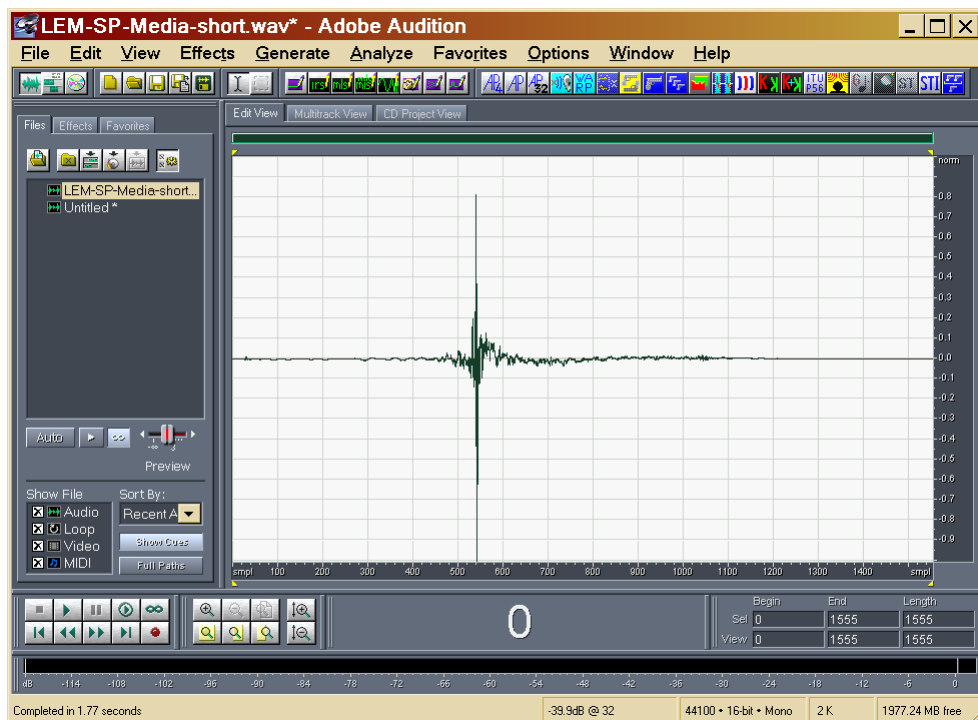 LEM-SP-Media-short.wav* - Adobe Audition
File Edit View Effects Generate Analyze Favorites Options Window Help
Files Effects Favorites
Edit View Multitrack View CD Project View
LEM-SP-Media-short...
Untitled *
norm
0.8
0.7
0.6
0.5
0.4
0.3
0.2
0.1
0.0
-0.1
-0.2
-0.3
-0.4
-0.5
-0.6
-0.7
-0.8
-0.9
smpl 100 200 300 400 500 600 700 800 900 1000 1100 1200 1300 1400 smpl
Auto
Preview
Show File Sort By:
Audio Recent A
Loop
Video Show Cues
MIDI Full Paths
0
Begin End Length
Sel 0 1555 1555
View 0 1555 1555
dB -114 -108 -102 -96 -90 -84 -78 -72 -66 -60 -54 -48 -42 -36 -30 -24 -18 -12 -6 0
Completed in 1.77 seconds -39.9dB @ 32 44100 • 16-bit • Mono 2 K 1977.24 MB free